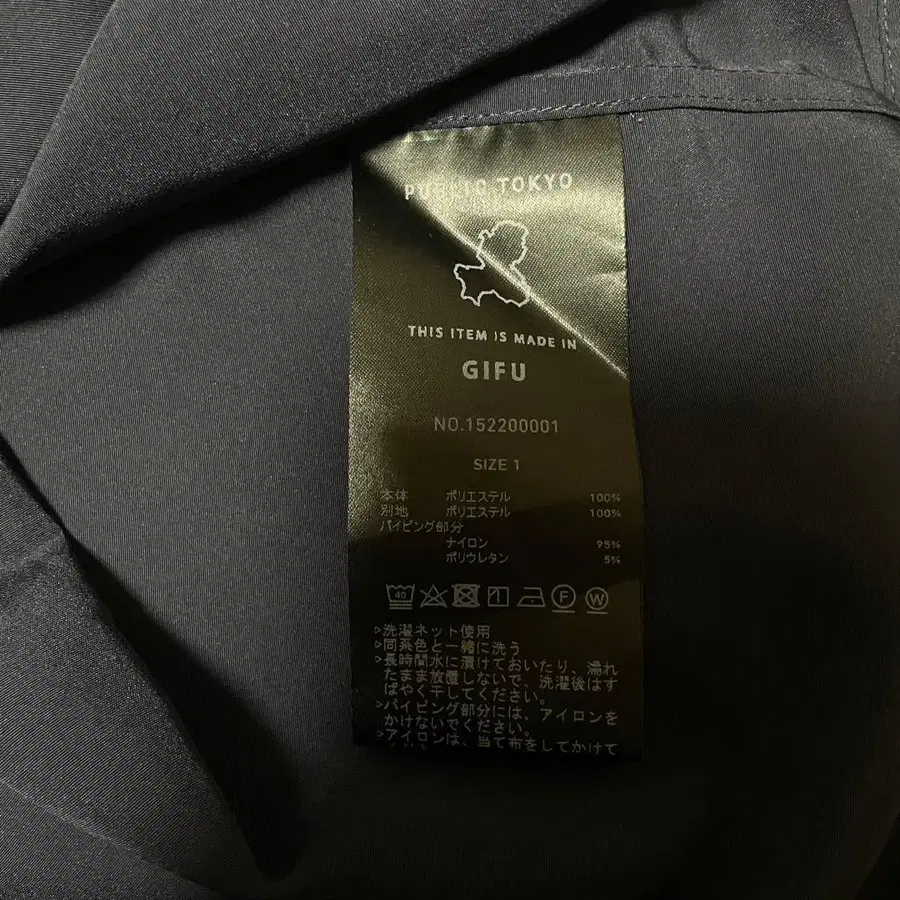 PUBLIC TOKYO
THIS ITEM IS MADE IN
GIFU
NO.152200001
SIZE 1
本体 ポリエステル 100%
別地 ポリエステル 100%
パイピング部分
ナイロン 95%
ポリウレタン 5%
40 F W
▷洗濯ネット使用
▷同系色と一緒に洗う
▷長時間水に漬けておいたり、濡れ
たまま放置しないで、洗濯後はす
ばやく干してください。
▷パイピング部分には、アイロンを
かけないでください。
▷アイロンは、当て布をしてかけて